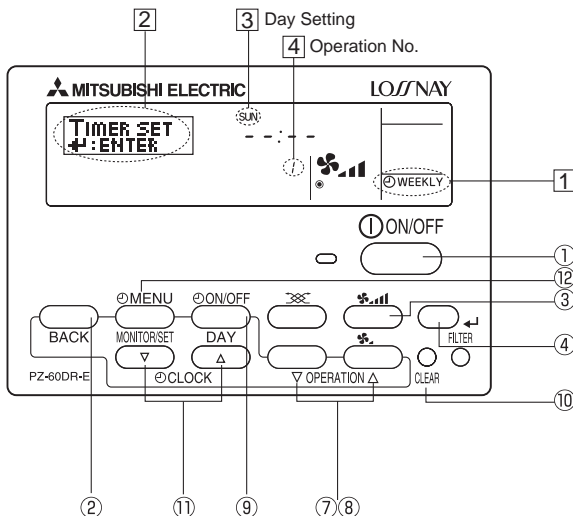 2
3 Day Setting
4 Operation No.
MITSUBISHI ELECTRIC
LOSSNAY
TIMER SET
:ENTER
SUN
--:--
1
WEEKLY
1
ON/OFF
①
MENU
ON/OFF
⑫
③
BACK
MONITOR/SET
DAY
FILTER
④
PZ-60DR-E
CLOCK
▽ OPERATION △
CLEAR
⑩
②
⑪
⑨
⑦⑧